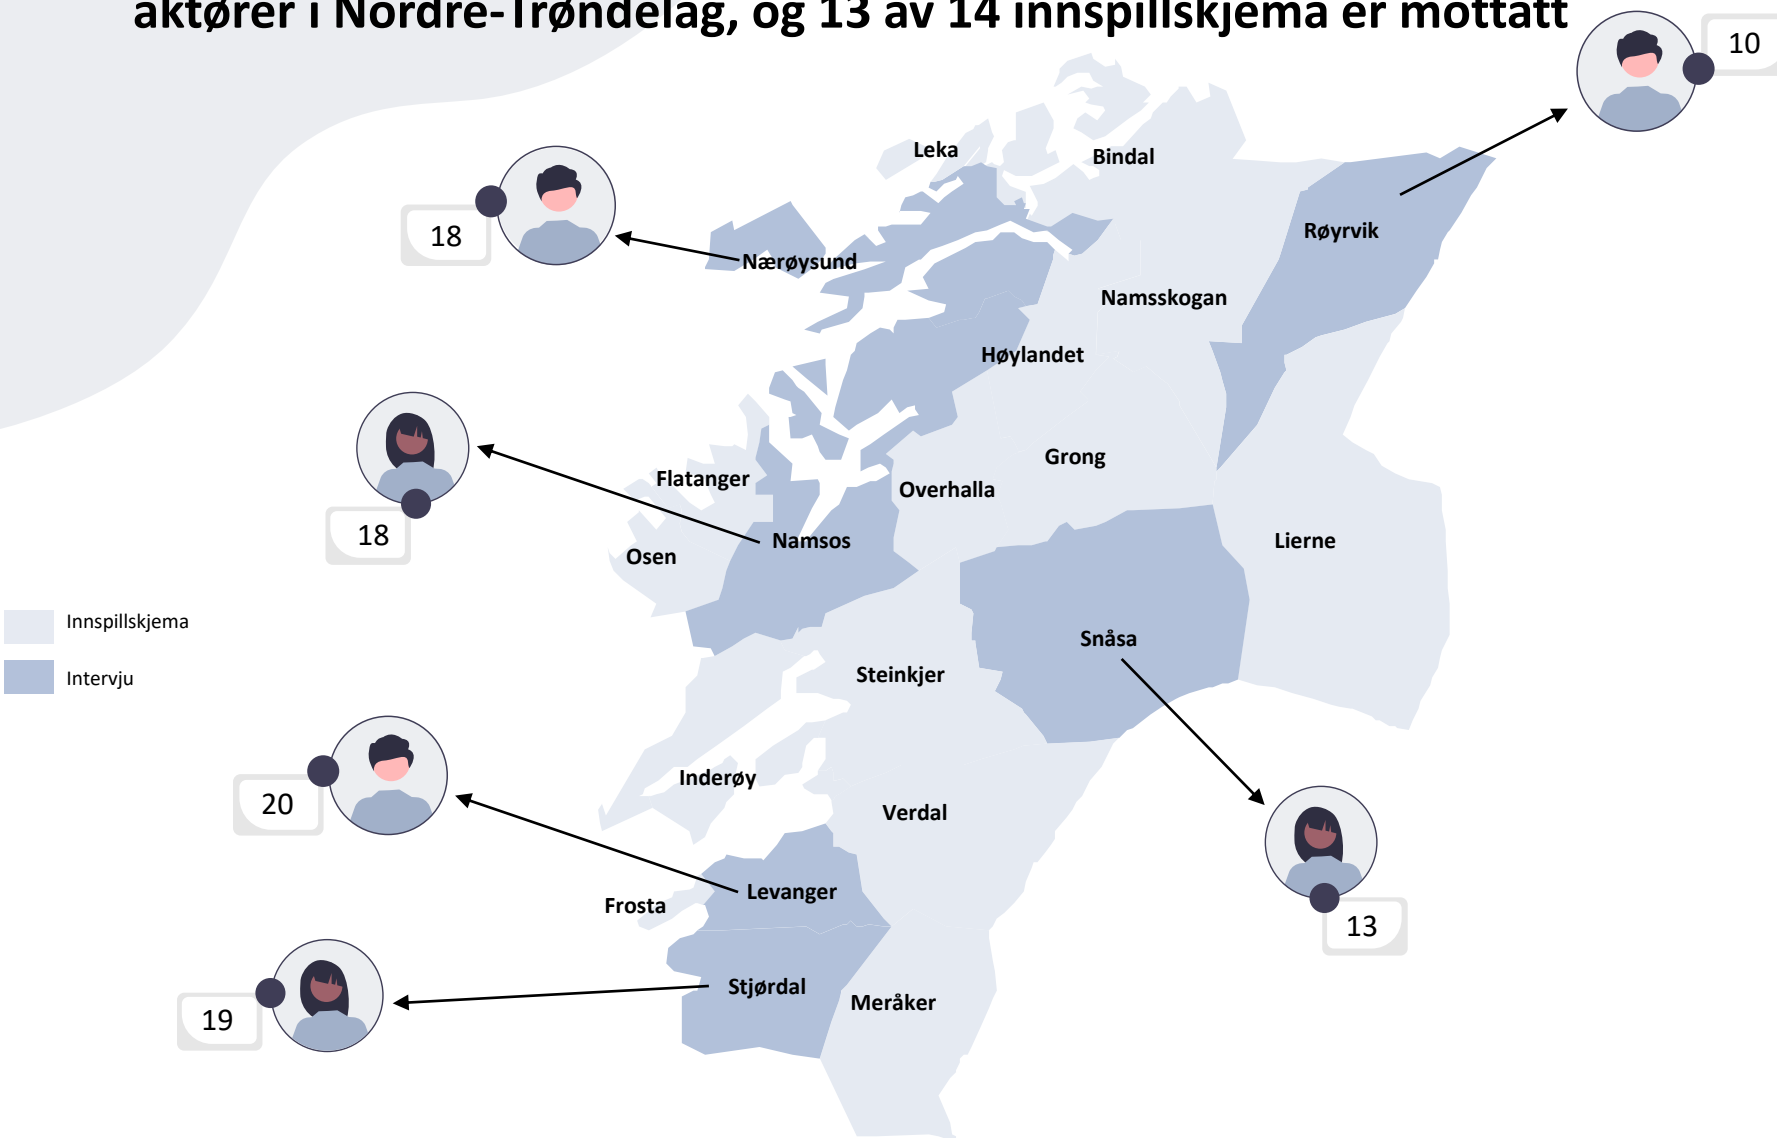 aktører i Nordre-Trøndelag, og 13 av 14 innspillskjema er mottatt
10
Leka
Bindal
18
Røyrvik
Nærøysund
Namsskogan
Høylandet
Grong
Flatanger
Overhalla
18
Namsos
Lierne
Osen
Innspillskjema
Snåsa
Steinkjer
Intervju
Inderøy
20
Verdal
Levanger
Frosta
13
Stjørdal
Meråker
19